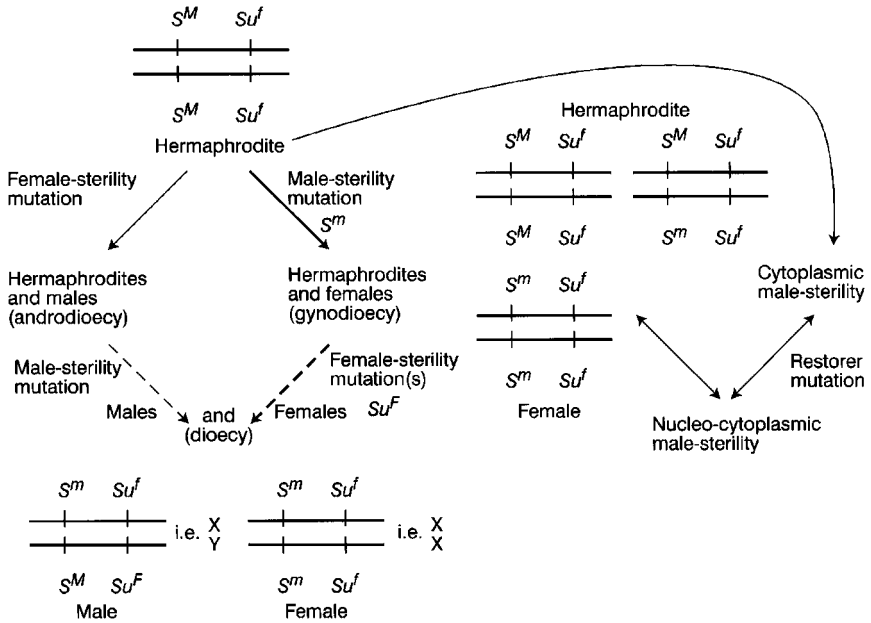 S^M Su^f
S^M Su^f
Hermaphrodite
Female-sterility
mutation
Male-sterility
mutation
S^m
Hermaphrodites
and males
(androdioecy)
Hermaphrodites
and females
(gynodioecy)
Male-sterility
mutation
Female-sterility
mutation(s)
Males
and
(dioecy)
Females Su^F
S^m Su^f
i.e. X
Y
S^M Su^F
Male
S^m Su^f
i.e. X
X
S^m Su^f
Female
Hermaphrodite
S^M Su^f
S^M Su^f
S^M Su^f
S^m Su^f
S^m Su^f
S^m Su^f
Female
Cytoplasmic
male-sterility
Restorer
mutation
Nucleo-cytoplasmic
male-sterility